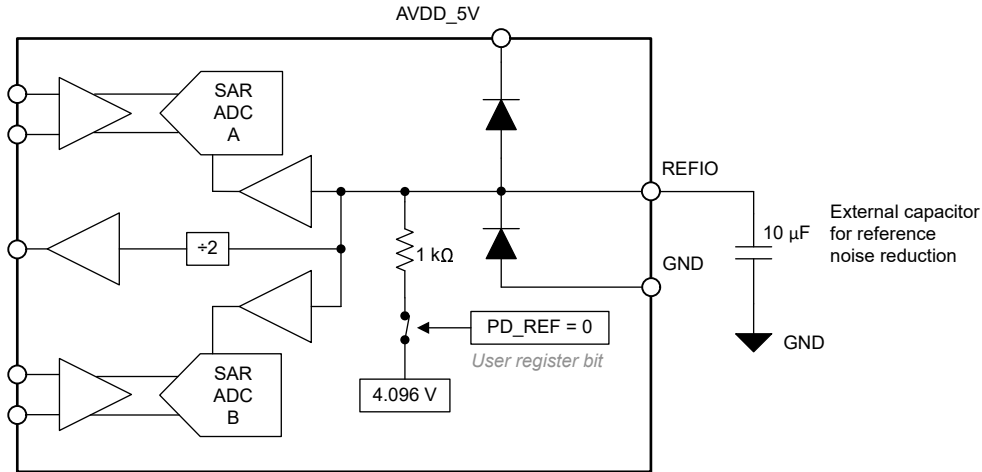 AVDD_5V
SAR
ADC
A
REFIO
÷2
1 kΩ
10 µF
External capacitor
for reference
noise reduction
GND
PD_REF = 0
User register bit
GND
4.096 V
SAR
ADC
B